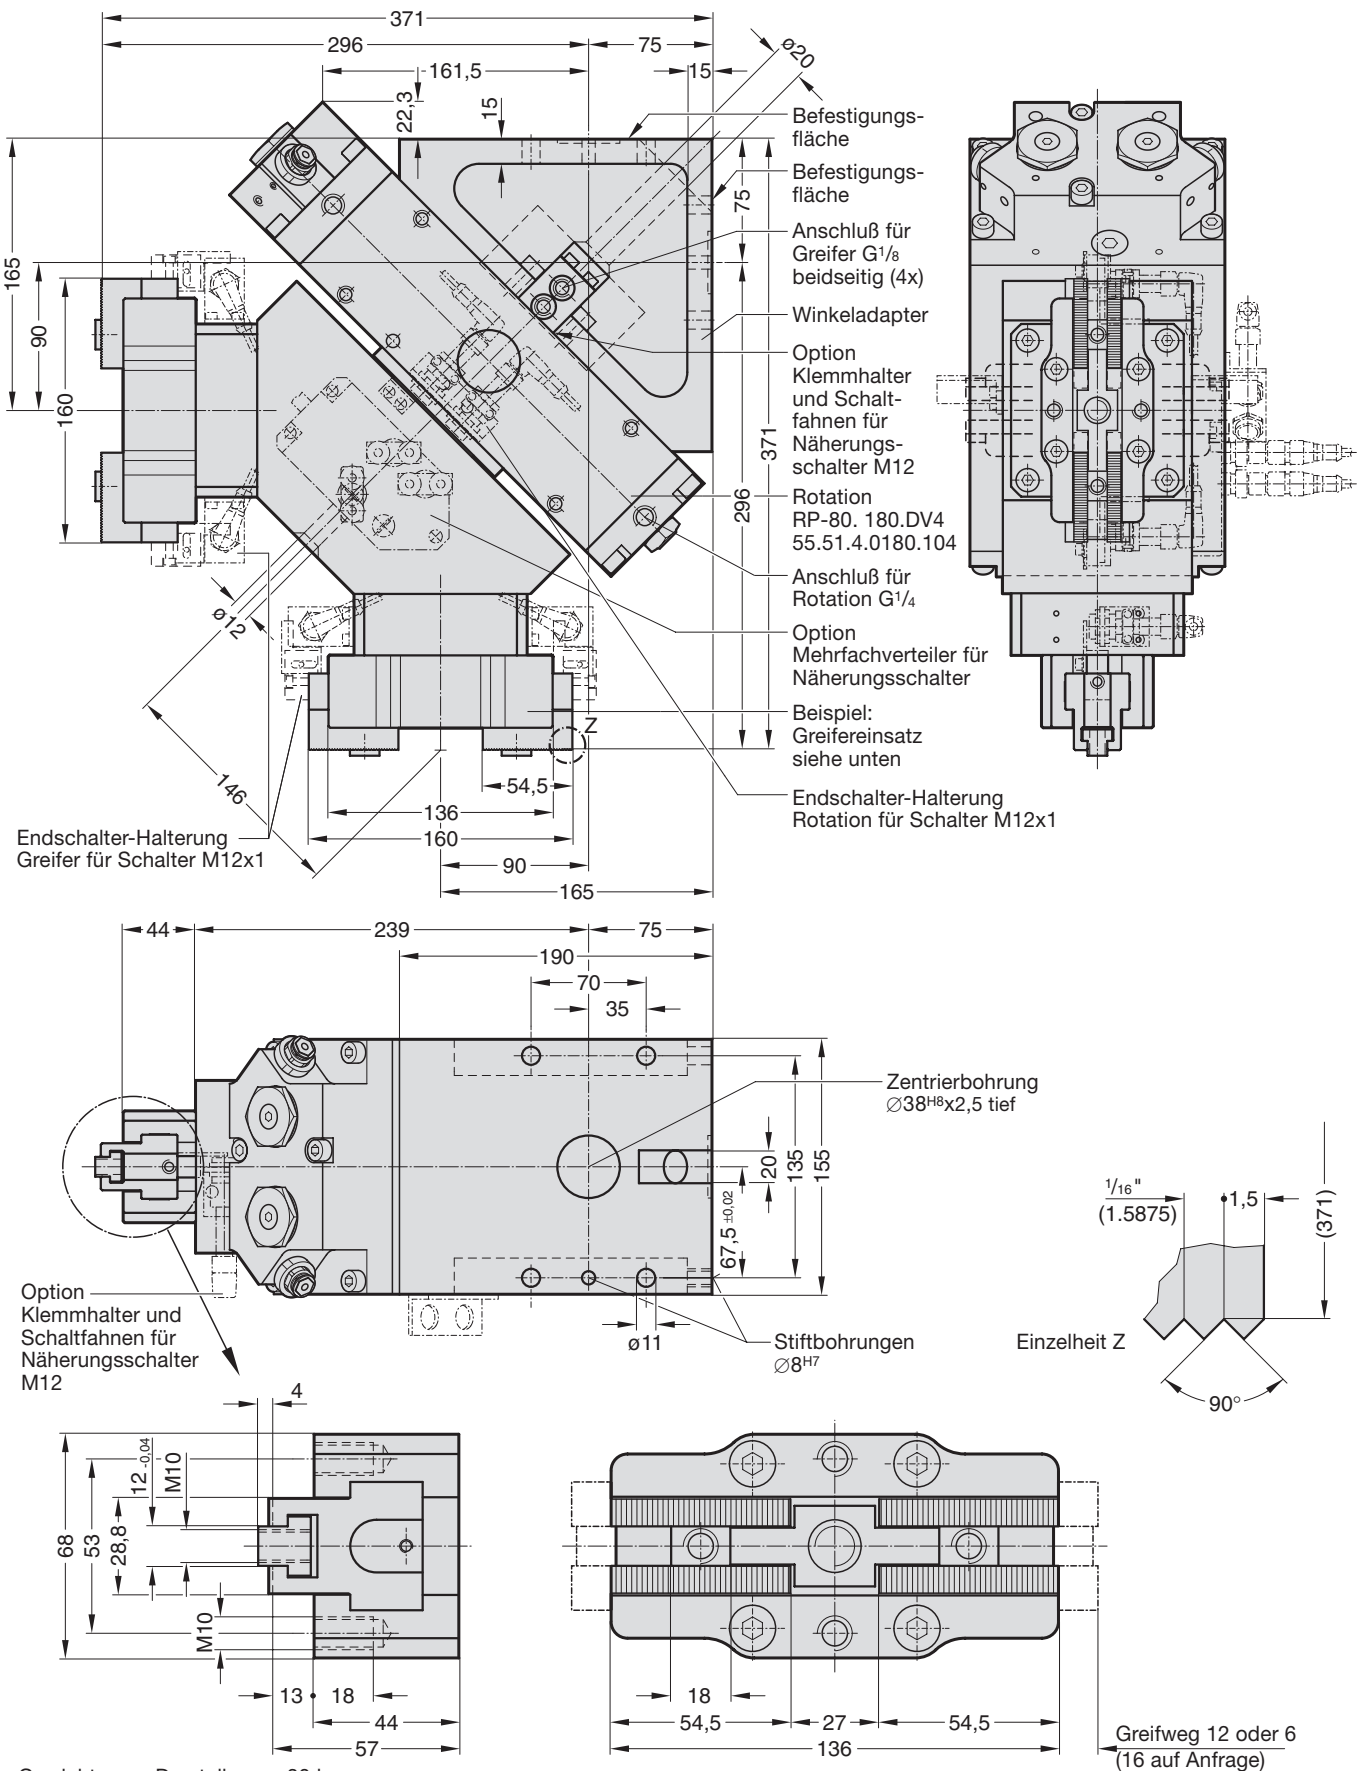 371
296
75
161,5
15
ø20
22,3
15
Befestigungs-
fläche
Befestigungs-
fläche
75
Anschluß für
Greifer G1/8
beidseitig (4x)
Winkeladapter
165
90
160
Option
Klemmhalter
und Schalt-
fahnen für
Näherungs-
schalter M12
371
296
Rotation
RP-80. 180.DV4
55.51.4.0180.104
Anschluß für
Rotation G1/4
ø12
Option
Mehrfachverteiler für
Näherungsschalter
Beispiel:
Greifereinsatz
siehe unten
Z
146
54,5
136
160
90
165
Endschalter-Halterung
Rotation für Schalter M12x1
Endschalter-Halterung
Greifer für Schalter M12x1
44
239
75
190
70
35
Zentrierbohrung
Ø38H8x2,5 tief
20
135
155
67,5 ±0,02
1/16"
(1.5875)
1,5
(371)
Option
Klemmhalter und
Schaltfahnen für
Näherungsschalter
M12
ø11
Stiftbohrungen
Ø8H7
Einzelheit Z
90°
4
12 -0,04
M10
68
53
28,8
M10
13
18
44
57
18
54,5
27
54,5
136
Greifweg 12 oder 6
(16 auf Anfrage)